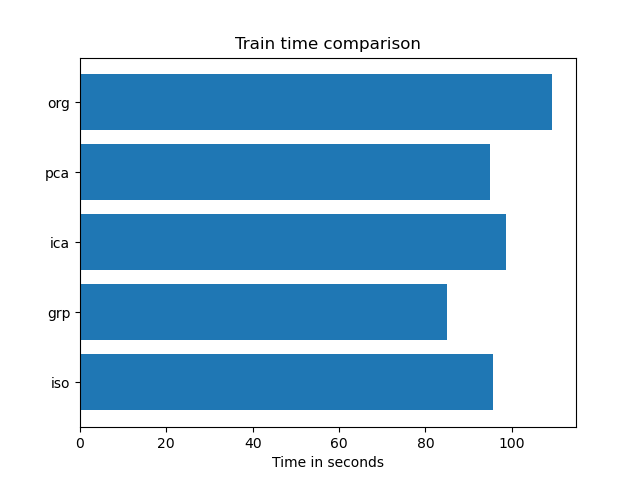 Train time comparison
org
pca
ica
grp
iso
0 20 40 60 80 100
Time in seconds